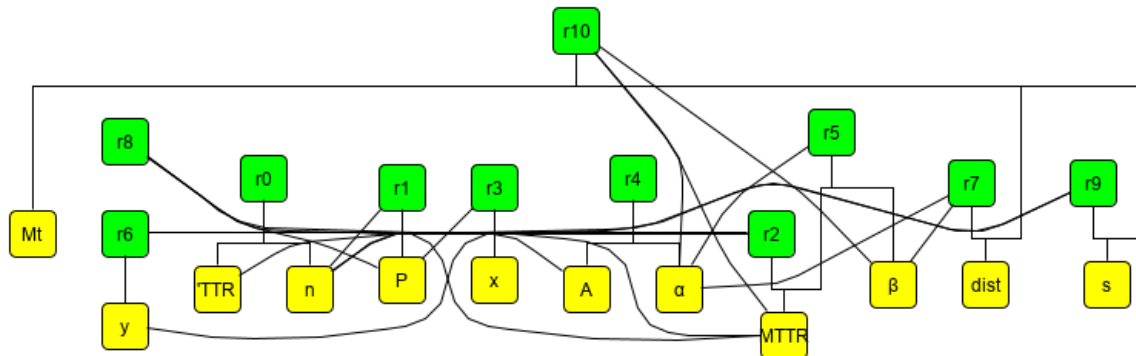 r10
r5
r8
r0
r1
r3
r4
r7
r9
Mt
r6
r2
'TTR
n
P
x
A
α
β
dist
s
y
MTTR